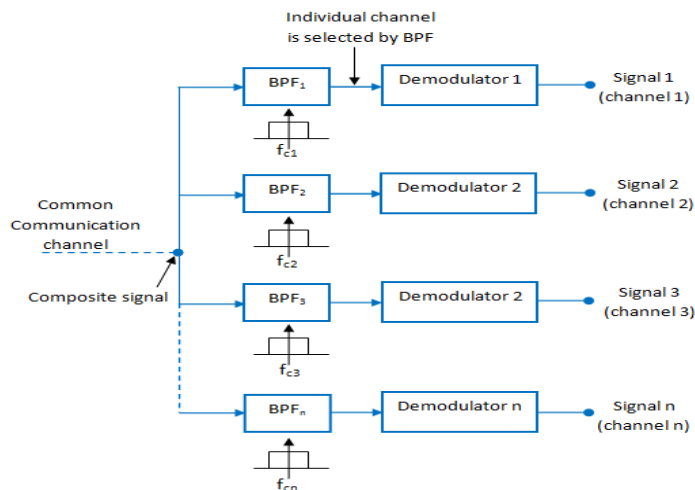 Individual channel
is selected by BPF
BPF₁
Demodulator 1
Signal 1
(channel 1)
fc1
BPF₂
Demodulator 2
Signal 2
(channel 2)
Common
Communication
channel
fc2
Composite signal
BPF₃
Demodulator 2
Signal 3
(channel 3)
fc3
BPFₙ
Demodulator n
Signal n
(channel n)
fcn